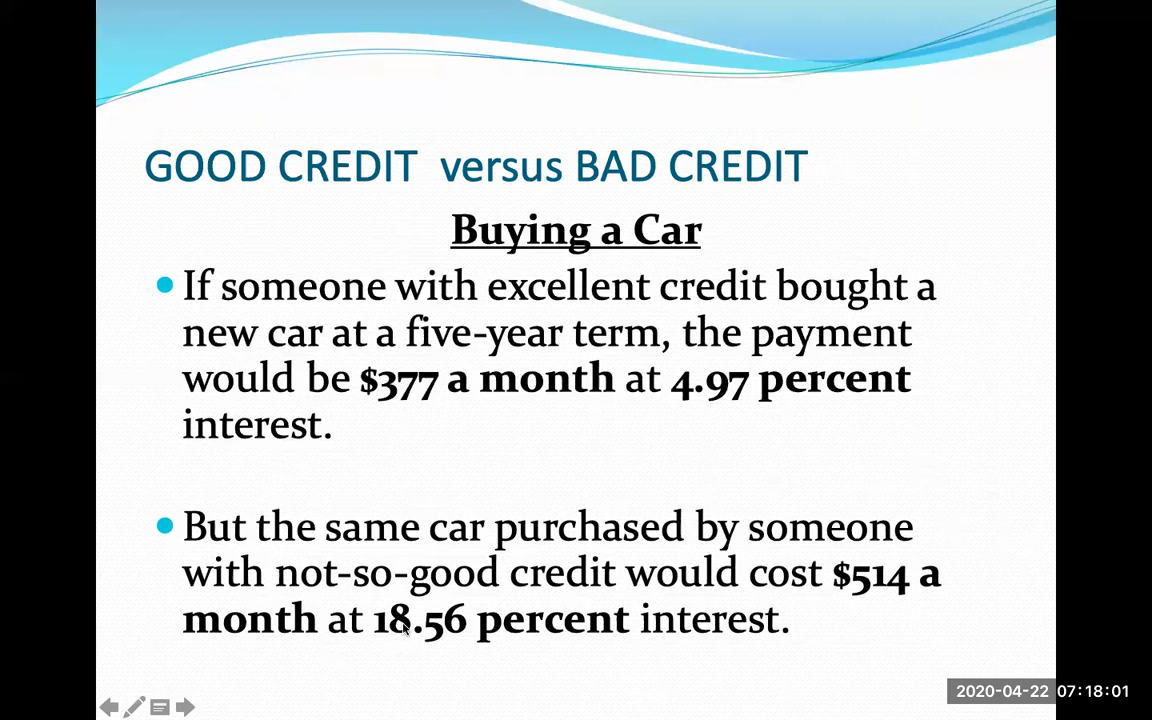 GOOD CREDIT versus BAD CREDIT
Buying a Car
• If someone with excellent credit bought a
new car at a five-year term, the payment
would be $377 a month at 4.97 percent
interest.
• But the same car purchased by someone
with not-so-good credit would cost $514 a
month at 18.56 percent interest.
2020-04-22 07:18:01